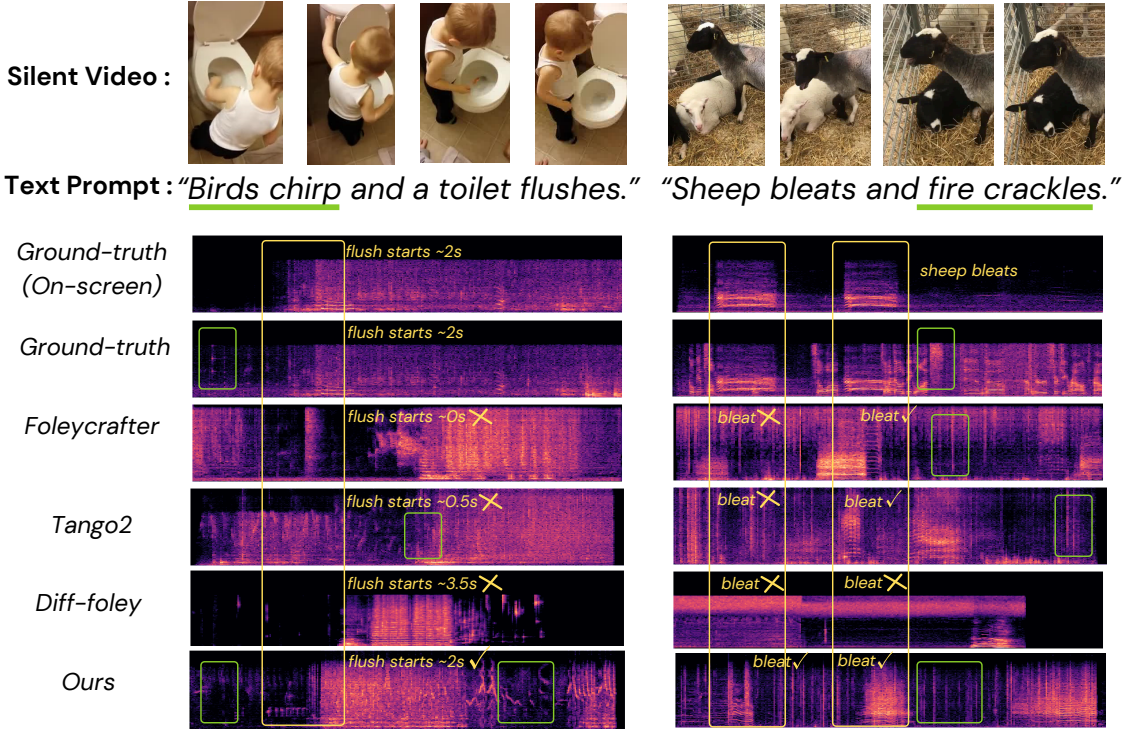 Silent Video :
Text Prompt : “Birds chirp and a toilet flushes.” “Sheep bleats and fire crackles.”
Ground-truth
(On-screen)
flush starts ~2s
sheep bleats
Ground-truth
flush starts ~2s
Foleycrafter
flush starts ~0s
bleat
bleat ✓
Tango2
flush starts ~0.5s
bleat
bleat ✓
Diff-foley
flush starts ~3.5s
bleat
bleat
Ours
flush starts ~2s ✓
bleat ✓
bleat ✓